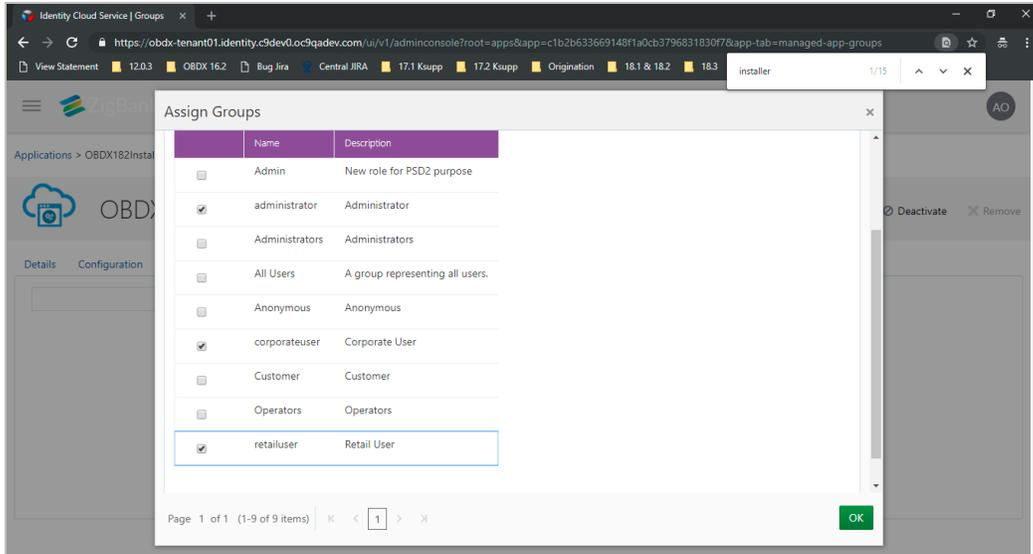 Identity Cloud Service | Groups
https://obdx-tenant01.identity.c9dev0.oc9qadev.com/ui/v1/adminconsole?root=apps&app=c1b2b633669148f1a0cb3796831830f7&app-tab=managed-app-groups
View Statement 12.0.3 OBDX 16.2 Bug Jira Central JIRA 17.1 Ksupp 17.2 Ksupp Origination 18.1 & 18.2 18.3
installer 1/15
ZigBan
AO
Assign Groups
Applications > OBDX182Instal
OBDX
Deactivate Remove
Details Configuration
Name Description
Admin New role for PSD2 purpose
administrator Administrator
Administrators Administrators
All Users A group representing all users.
Anonymous Anonymous
corporateuser Corporate User
Customer Customer
Operators Operators
retailuser Retail User
Page 1 of 1 (1-9 of 9 items) 1
OK